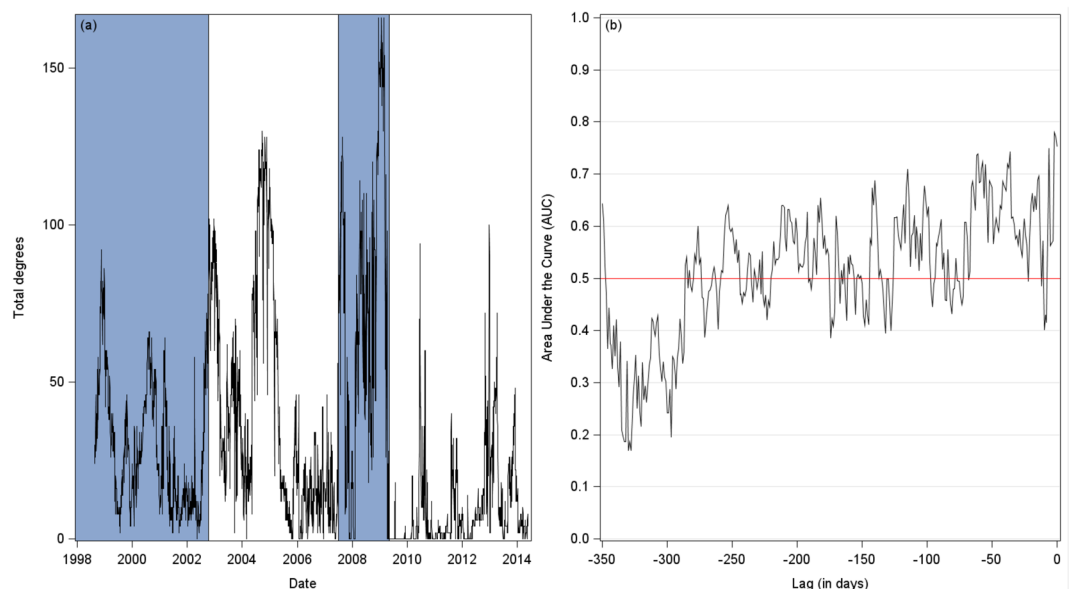 (a)
Total degrees
150
100
50
0
1998 2000 2002 2004 2006 2008 2010 2012 2014
Date
(b)
Area Under the Curve (AUC)
1.0
0.9
0.8
0.7
0.6
0.5
0.4
0.3
0.2
0.1
0.0
-350 -300 -250 -200 -150 -100 -50 0
Lag (in days)